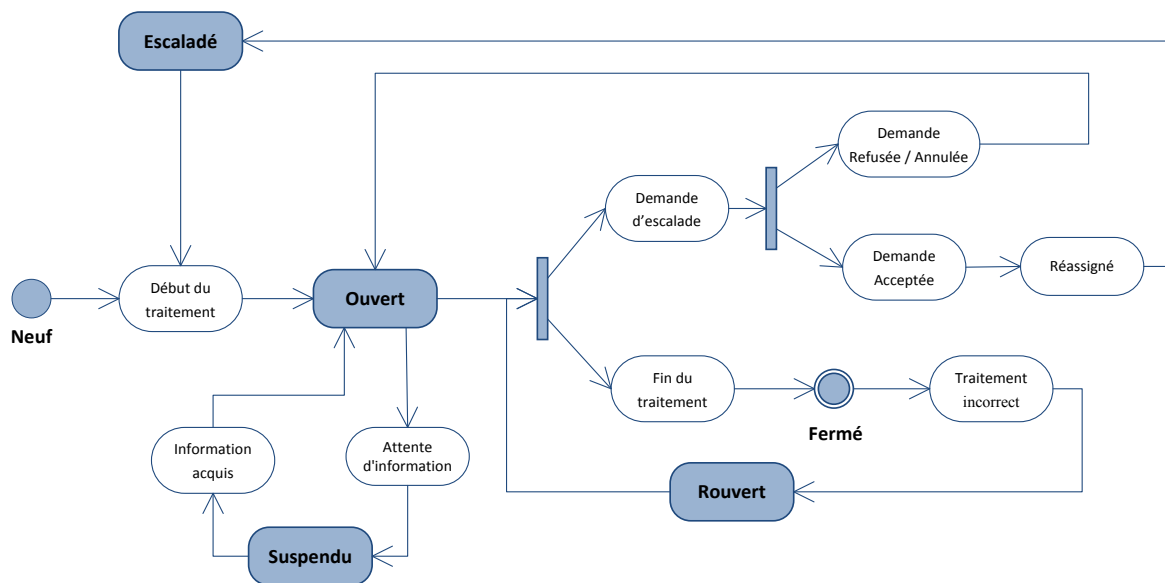 Escaladé
Demande
Refusée / Annulée
Demande
d'escalade
Demande
Acceptée
Réassigné
Début du
traitement
Ouvert
Neuf
Fin du
traitement
Traitement
incorrect
Fermé
Information
acquis
Attente
d'information
Rouvert
Suspendu